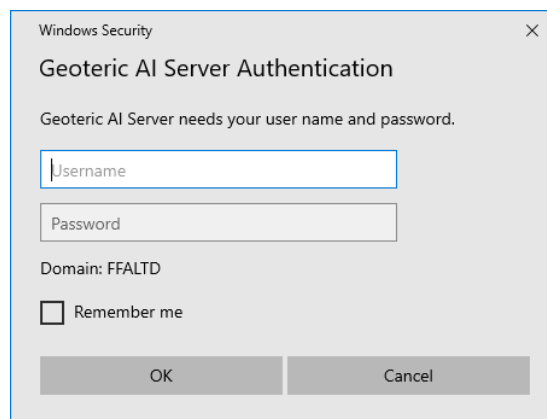 Windows Security
Geoteric AI Server Authentication
Geoteric AI Server needs your user name and password.
Username
Password
Domain: FFALTD
Remember me
OK Cancel